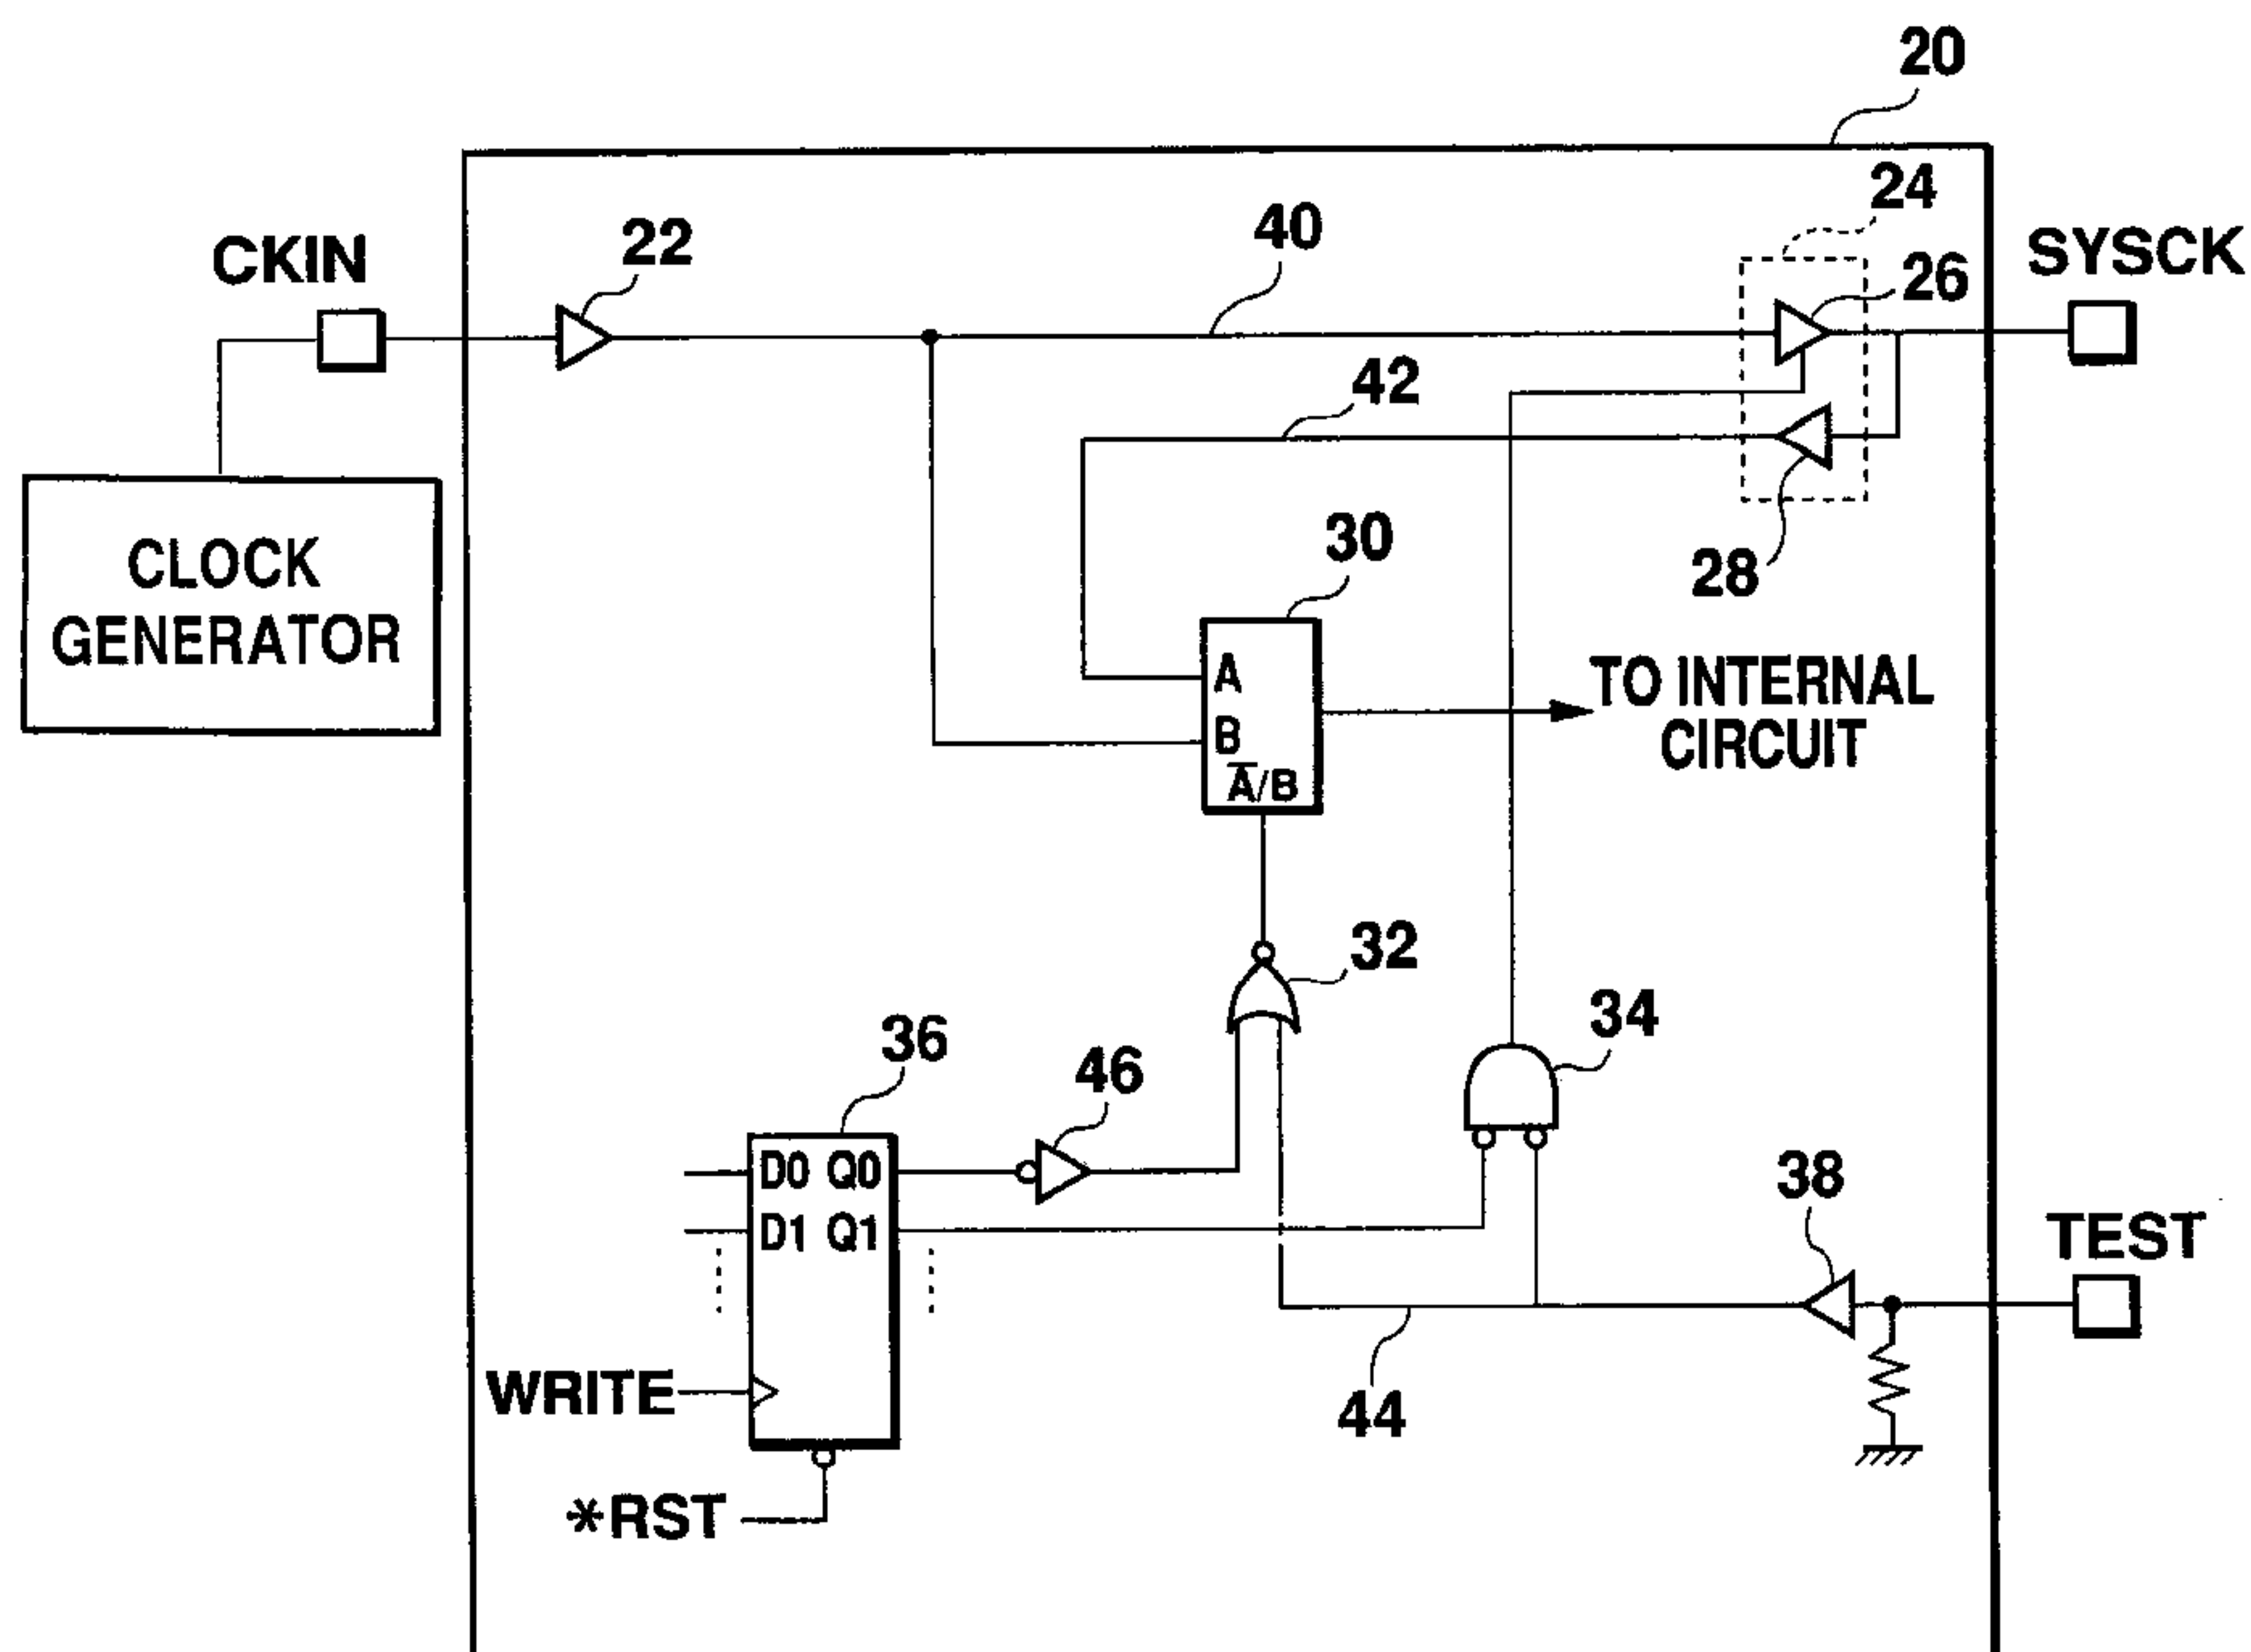 20
24
40
22
26
SYSCK
CKIN
42
30
28
CLOCK
GENERATOR
A
B
A̅/B
TO INTERNAL
CIRCUIT
32
34
36
46
38
D0 Q0
D1 Q1
TEST
WRITE
44
*RST